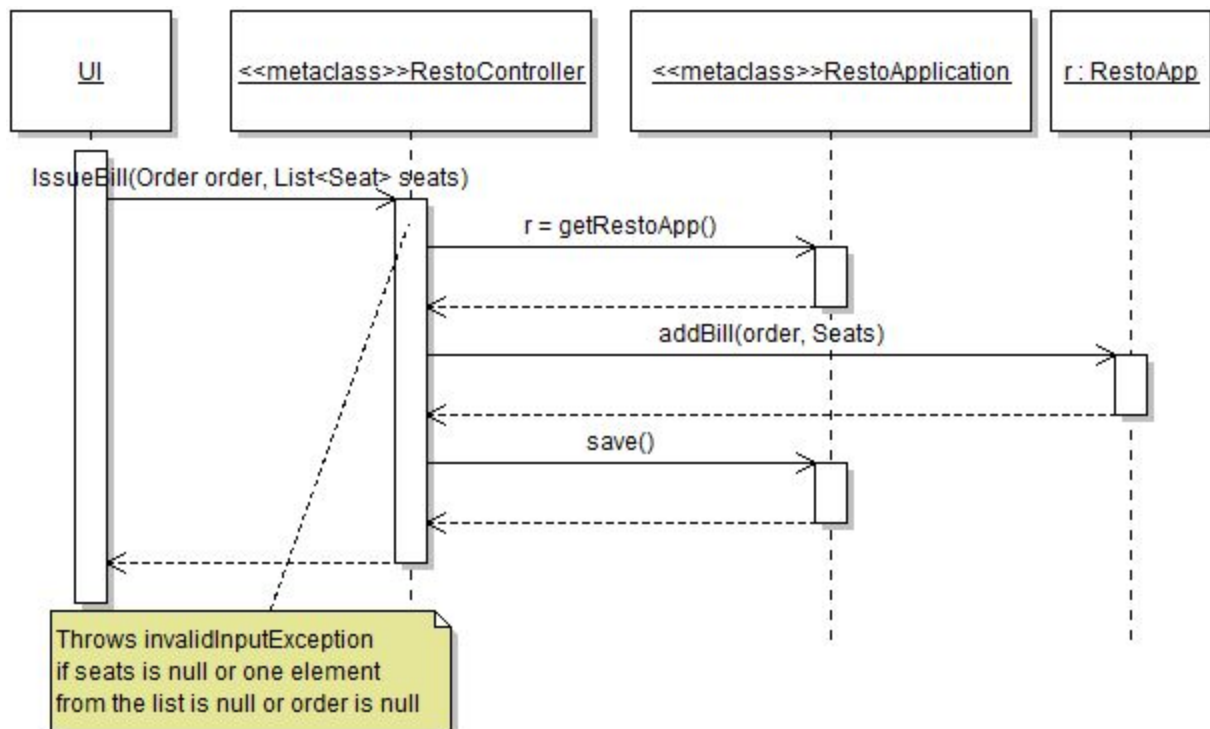 UI
<<metaclass>>RestoController
<<metaclass>>RestoApplication
r : RestoApp
IssueBill(Order order, List<Seat> seats)
r = getRestoApp()
addBill(order, Seats)
save()
Throws invalidInputException
if seats is null or one element
from the list is null or order is null